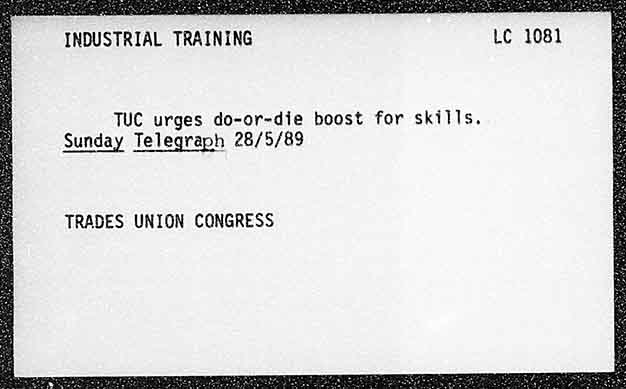 INDUSTRIAL TRAINING LC 1081
TUC urges do-or-die boost for skills.
Sunday Telegraph 28/5/89
TRADES UNION CONGRESS